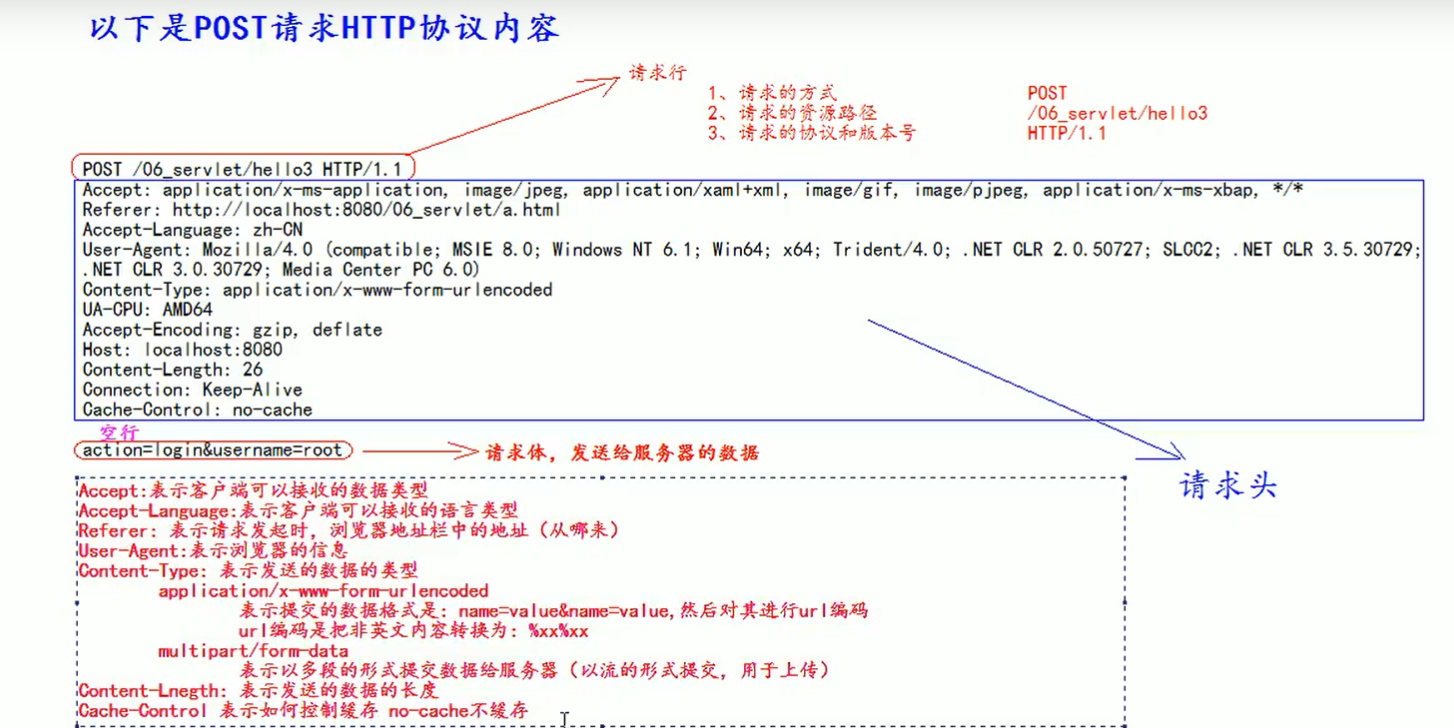 以下是POST请求HTTP协议内容
请求行
1、请求的方式 POST
2、请求的资源路径 /06_servlet/hello3
3、请求的协议和版本号 HTTP/1.1
POST /06_servlet/hello3 HTTP/1.1
Accept: application/x-ms-application, image/jpeg, application/xaml+xml, image/gif, image/pjpeg, application/x-ms-xbap, */*
Referer: http://localhost:8080/06_servlet/a.html
Accept-Language: zh-CN
User-Agent: Mozilla/4.0 (compatible; MSIE 8.0; Windows NT 6.1; Win64; x64; Trident/4.0; .NET CLR 2.0.50727; SLCC2; .NET CLR 3.5.30729;
.NET CLR 3.0.30729; Media Center PC 6.0)
Content-Type: application/x-www-form-urlencoded
UA-CPU: AMD64
Accept-Encoding: gzip, deflate
Host: localhost:8080
Content-Length: 26
Connection: Keep-Alive
Cache-Control: no-cache
空行
action=login&username=root
请求体，发送给服务器的数据
请求头
Accept:表示客户端可以接收的数据类型
Accept-Language:表示客户端可以接收的语言类型
Referer: 表示请求发起时，浏览器地址栏中的地址（从哪来）
User-Agent:表示浏览器的信息
Content-Type: 表示发送的数据的类型
application/x-www-form-urlencoded
表示提交的数据格式是: name=value&name=value,然后对其进行url编码
url编码是把非英文内容转换为: %xx%xx
multipart/form-data
表示以多段的形式提交数据给服务器（以流的形式提交，用于上传）
Content-Lnegth: 表示发送的数据的长度
Cache-Control 表示如何控制缓存 no-cache不缓存